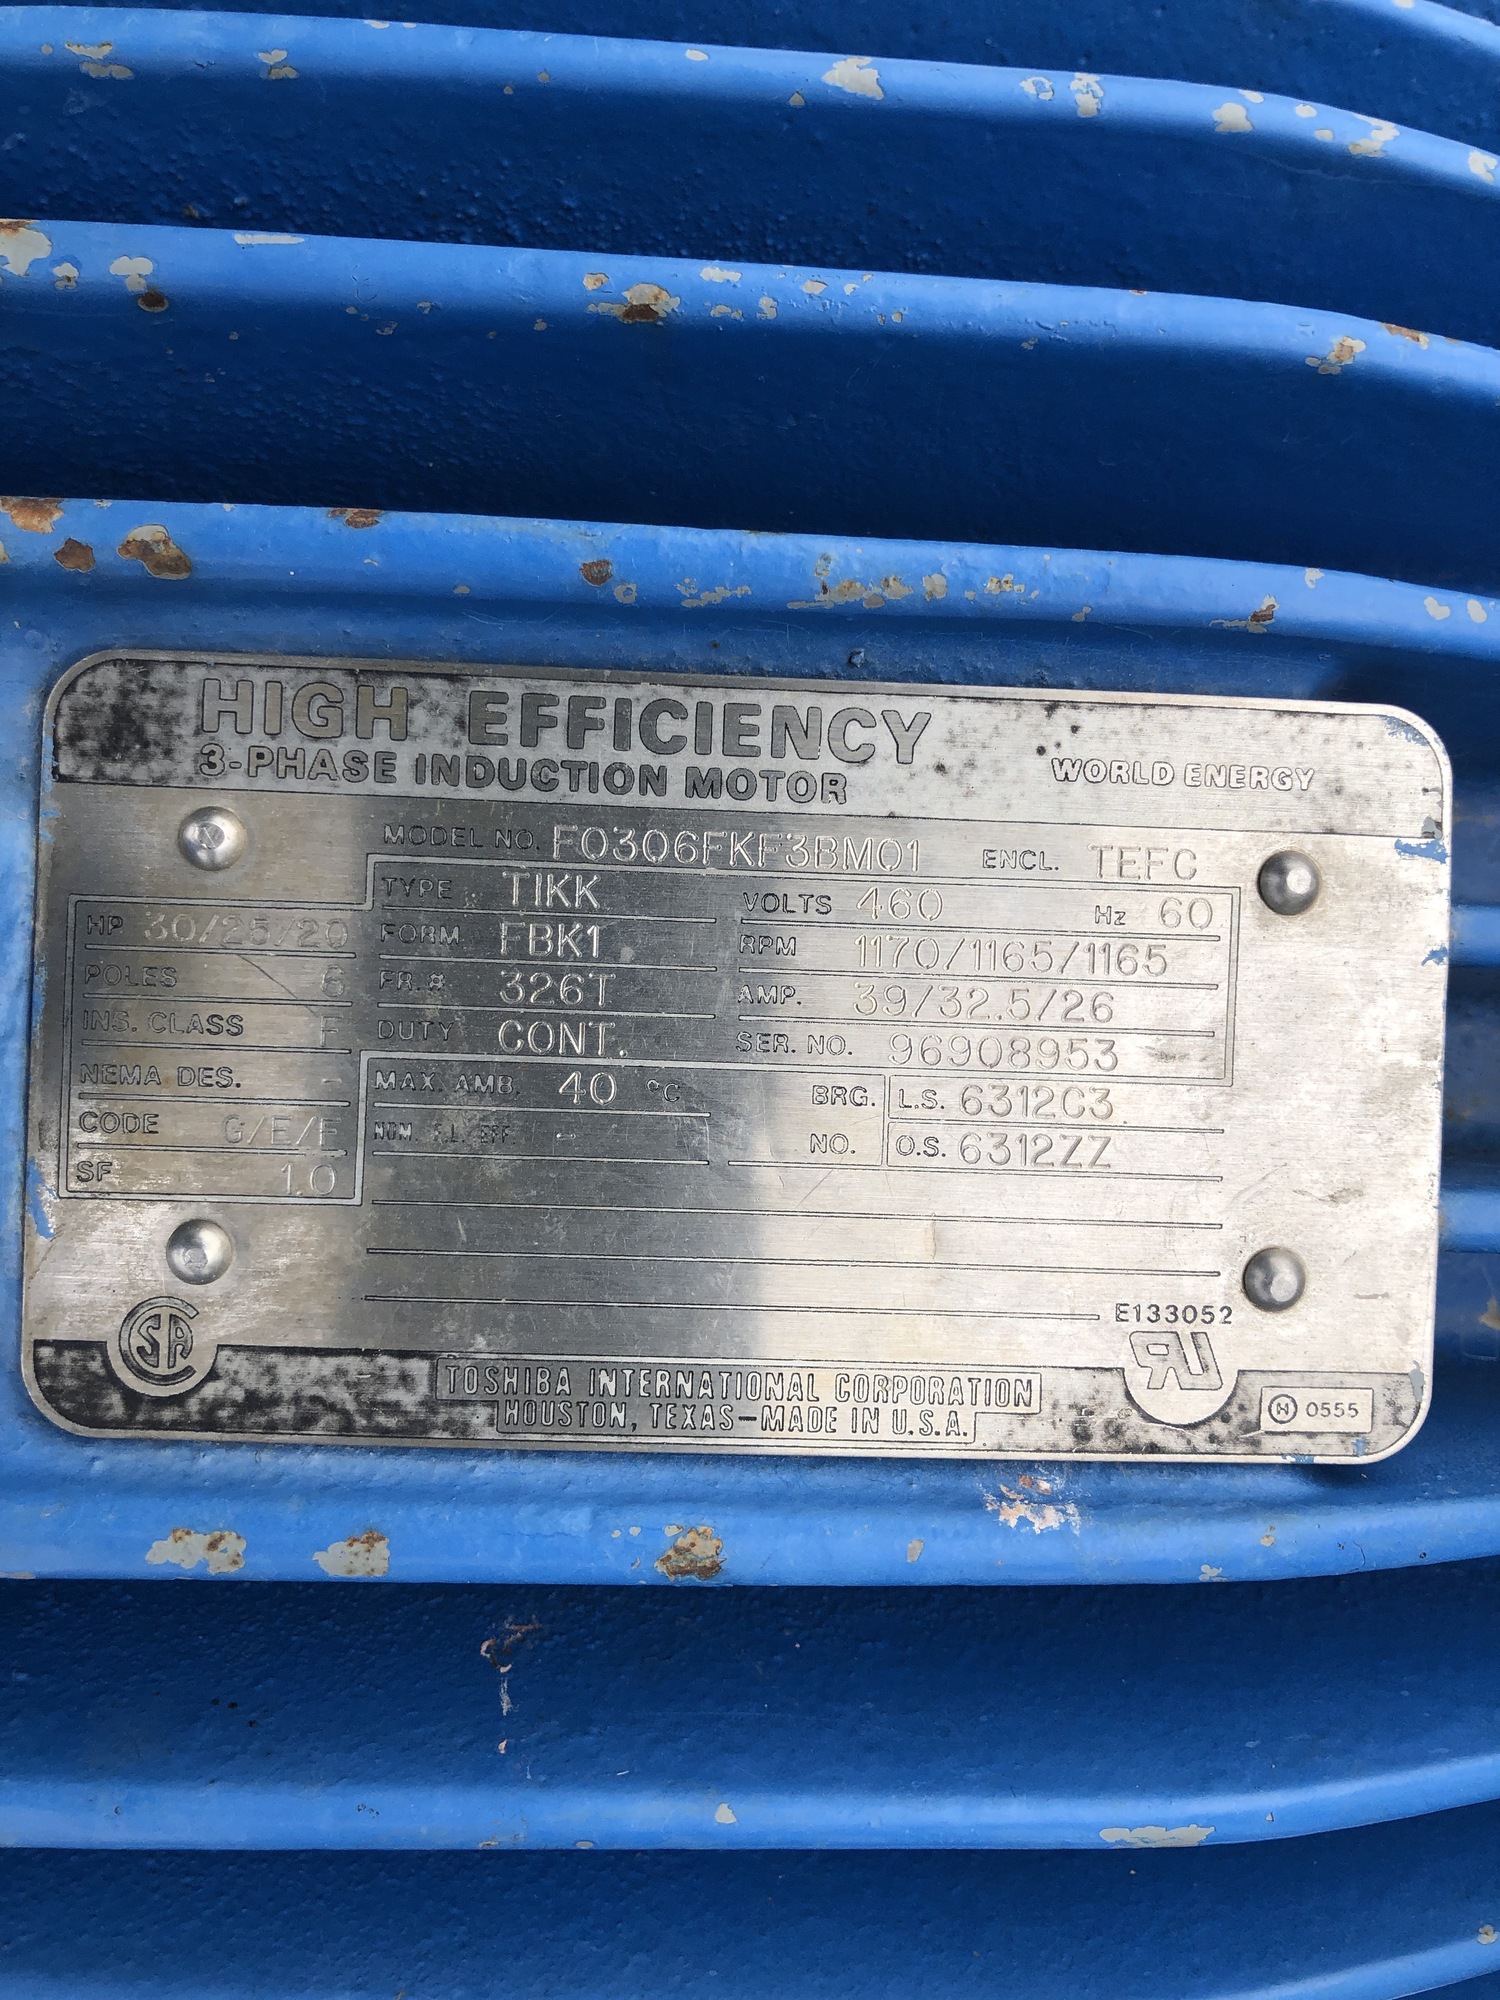 HIGH EFFICIENCY
3-PHASE INDUCTION MOTOR
WORLD ENERGY
MODEL NO. F0306FKF3BM01 ENCL. TEFC
TYPE TIKK VOLTS 460 Hz 60
HP 30/25/20 FORM FBK1 RPM 1170/1165/1165
POLES 6 FR.# 326T AMP. 39/32.5/26
INS. CLASS F DUTY CONT. SER. NO. 96908953
NEMA DES. - MAX. AMB. 40 °C BRG. L.S. 6312C3
CODE G/E/E NOM. F.L. EFF. - NO. O.S. 6312ZZ
SF 1.0
E133052
CSA
UR
TOSHIBA INTERNATIONAL CORPORATION
HOUSTON, TEXAS-MADE IN U.S.A.
H 0555